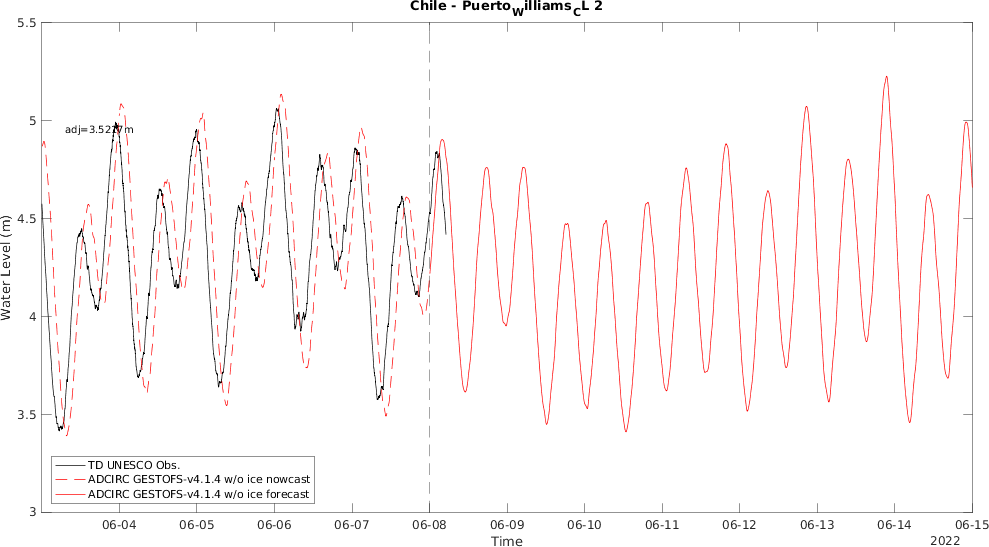 Chile - Puerto_Williams_CL 2
5.5
5
4.5
4
3.5
3
Water Level (m)
adj=3.5277m
TD UNESCO Obs.
ADCIRC GESTOFS-v4.1.4 w/o ice nowcast
ADCIRC GESTOFS-v4.1.4 w/o ice forecast
06-04 06-05 06-06 06-07 06-08 06-09 06-10 06-11 06-12 06-13 06-14 06-15
Time
2022